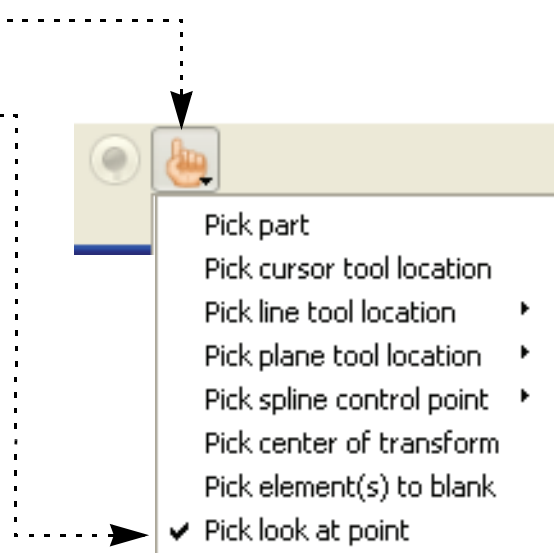 Pick part
Pick cursor tool location
Pick line tool location
Pick plane tool location
Pick spline control point
Pick center of transform
Pick element(s) to blank
Pick look at point